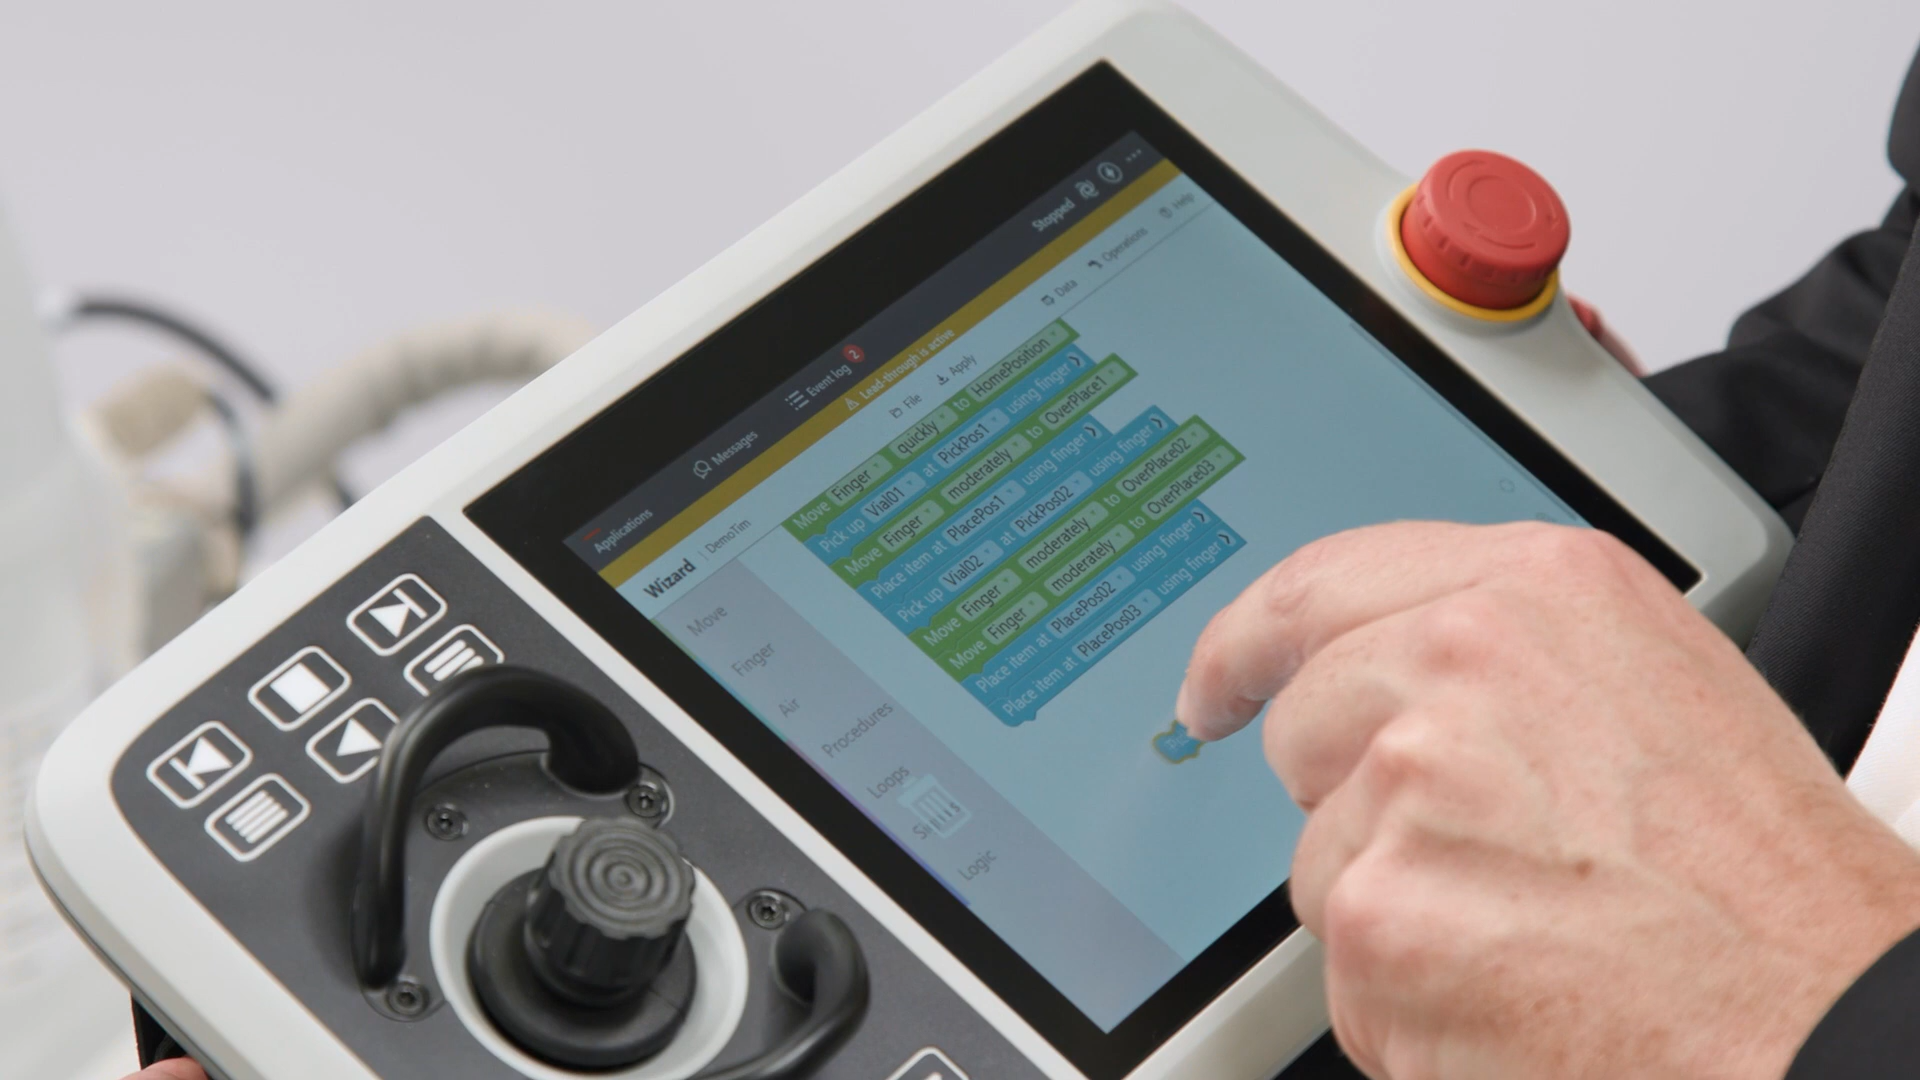 Applications
Messages
Event log 2
Stopped
Lead-through is active
Wizard DemoTim
File
Apply
Data
Operations
Help
Move
Finger
Air
Procedures
Loops
Logic
Move Finger quickly to HomePosition
Pick up Vial01 at PickPos1 using finger
Move Finger moderately to OverPlace1
Place item at PlacePos1 using finger
Pick up Vial02 at PickPos02 using finger
Move Finger moderately to OverPlace02
Move Finger moderately to OverPlace03
Place item at PlacePos02 using finger
Place item at PlacePos03 using finger